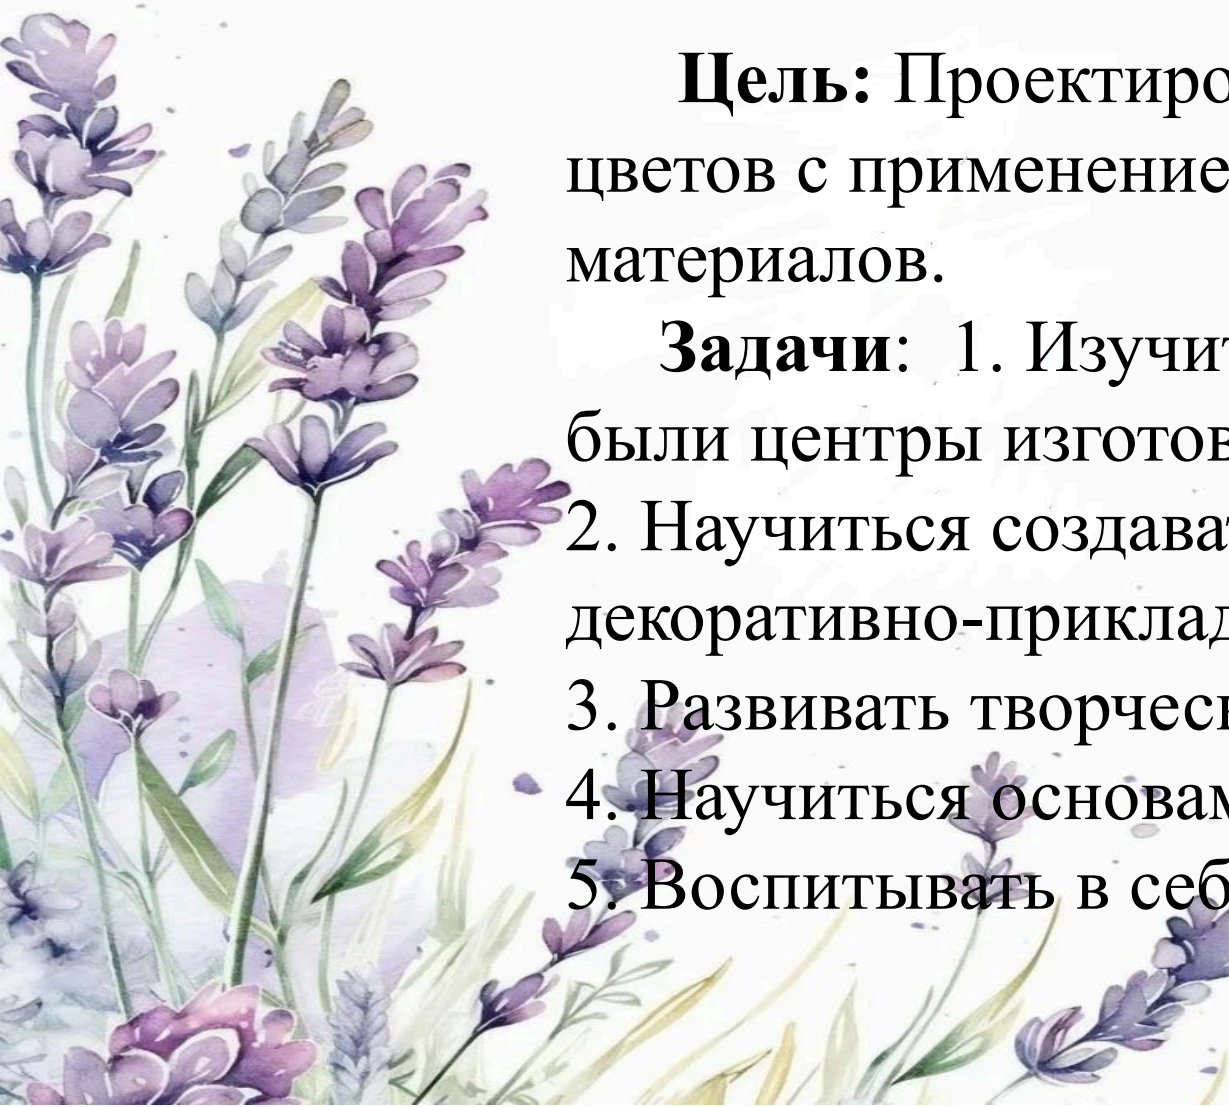 Цель: Проектиро
цветов с применение
материалов.
Задачи: 1. Изучит
были центры изготов
2. Научиться создават
декоративно-приклад
3. Развивать творческ
4. Научиться основам
5. Воспитывать в себ